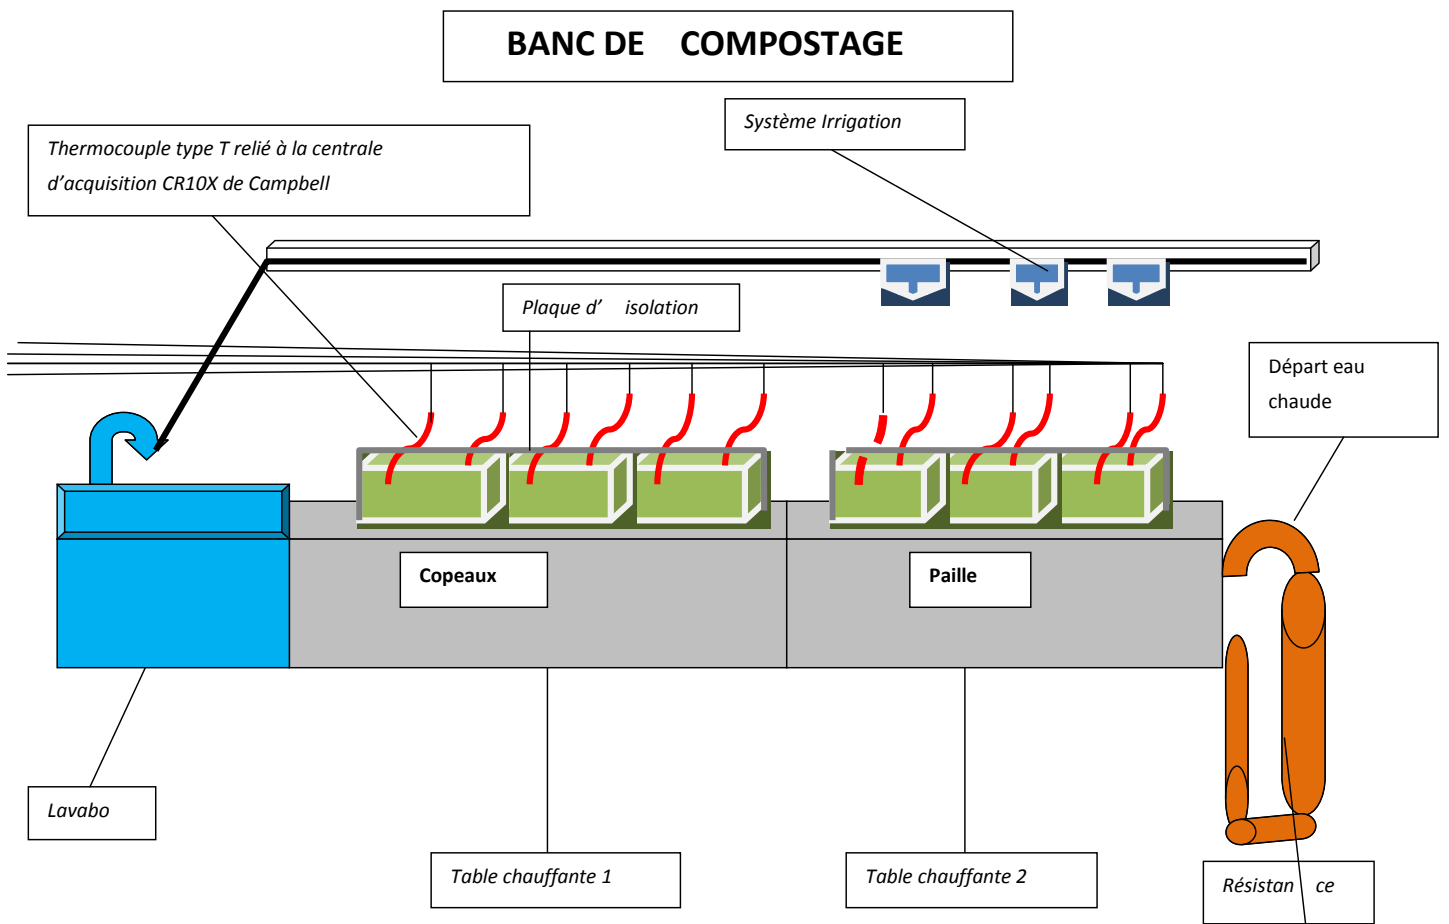 BANC DE COMPOSTAGE
Système Irrigation
Thermocouple type T relié à la centrale
d’acquisition CR10X de Campbell
Plaque d’ isolation
Départ eau
chaude
Copeaux
Paille
Lavabo
Table chauffante 1
Table chauffante 2
Résistan ce